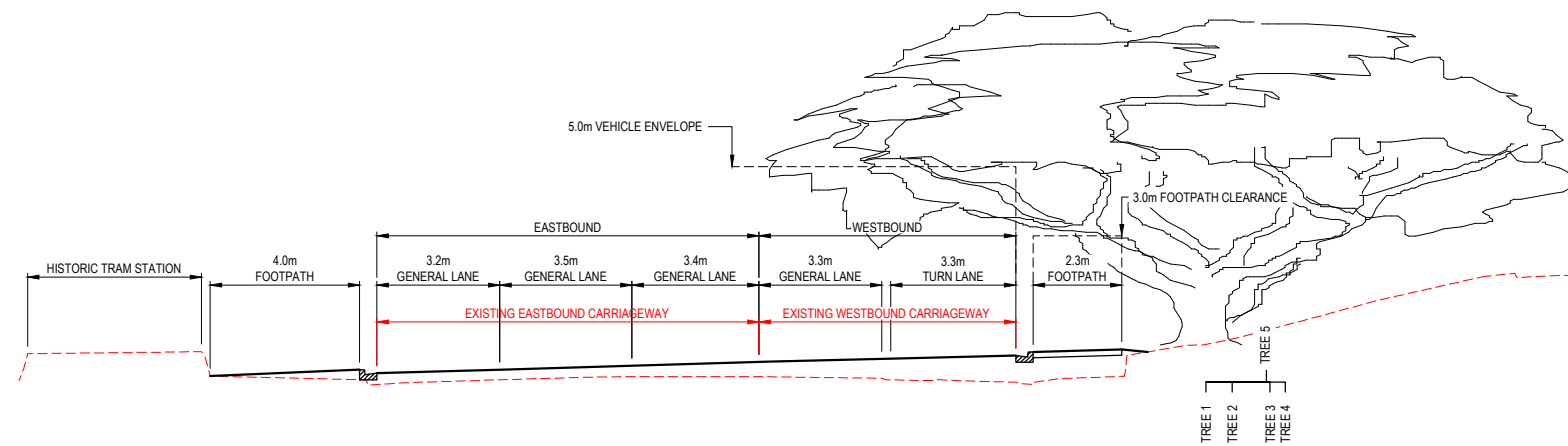 5.0m VEHICLE ENVELOPE
3.0m FOOTPATH CLEARANCE
EASTBOUND
WESTBOUND
HISTORIC TRAM STATION
4.0m
FOOTPATH
3.2m
GENERAL LANE
3.5m
GENERAL LANE
3.4m
GENERAL LANE
3.3m
GENERAL LANE
3.3m
TURN LANE
2.3m
FOOTPATH
EXISTING EASTBOUND CARRIAGEWAY
EXISTING WESTBOUND CARRIAGEWAY
TREE 5
TREE 1
TREE 2
TREE 3
TREE 4